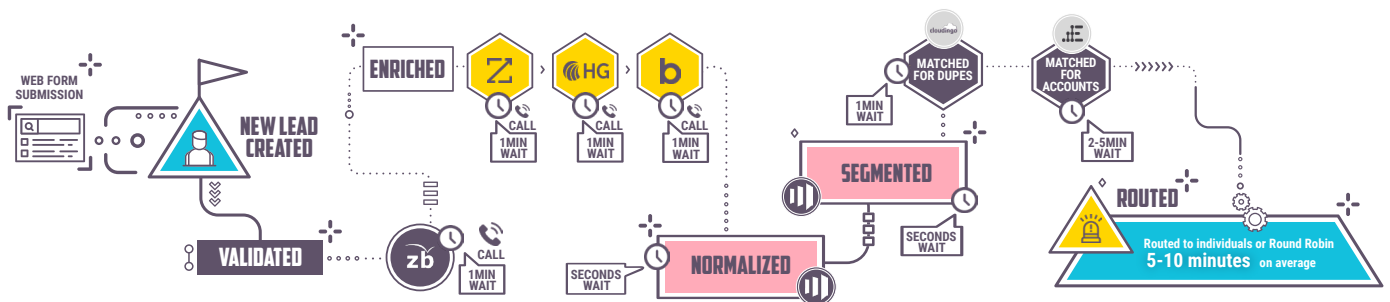 WEB FORM
SUBMISSION
NEW LEAD
CREATED
VALIDATED
zb
CALL
1MIN
WAIT
ENRICHED
Z
CALL
1MIN
WAIT
HG
CALL
1MIN
WAIT
b
CALL
1MIN
WAIT
SECONDS
WAIT
NORMALIZED
SEGMENTED
SECONDS
WAIT
cloudingo
MATCHED
FOR DUPES
1MIN
WAIT
MATCHED
FOR
ACCOUNTS
2-5MIN
WAIT
ROUTED
Routed to individuals or Round Robin
5-10 minutes on average